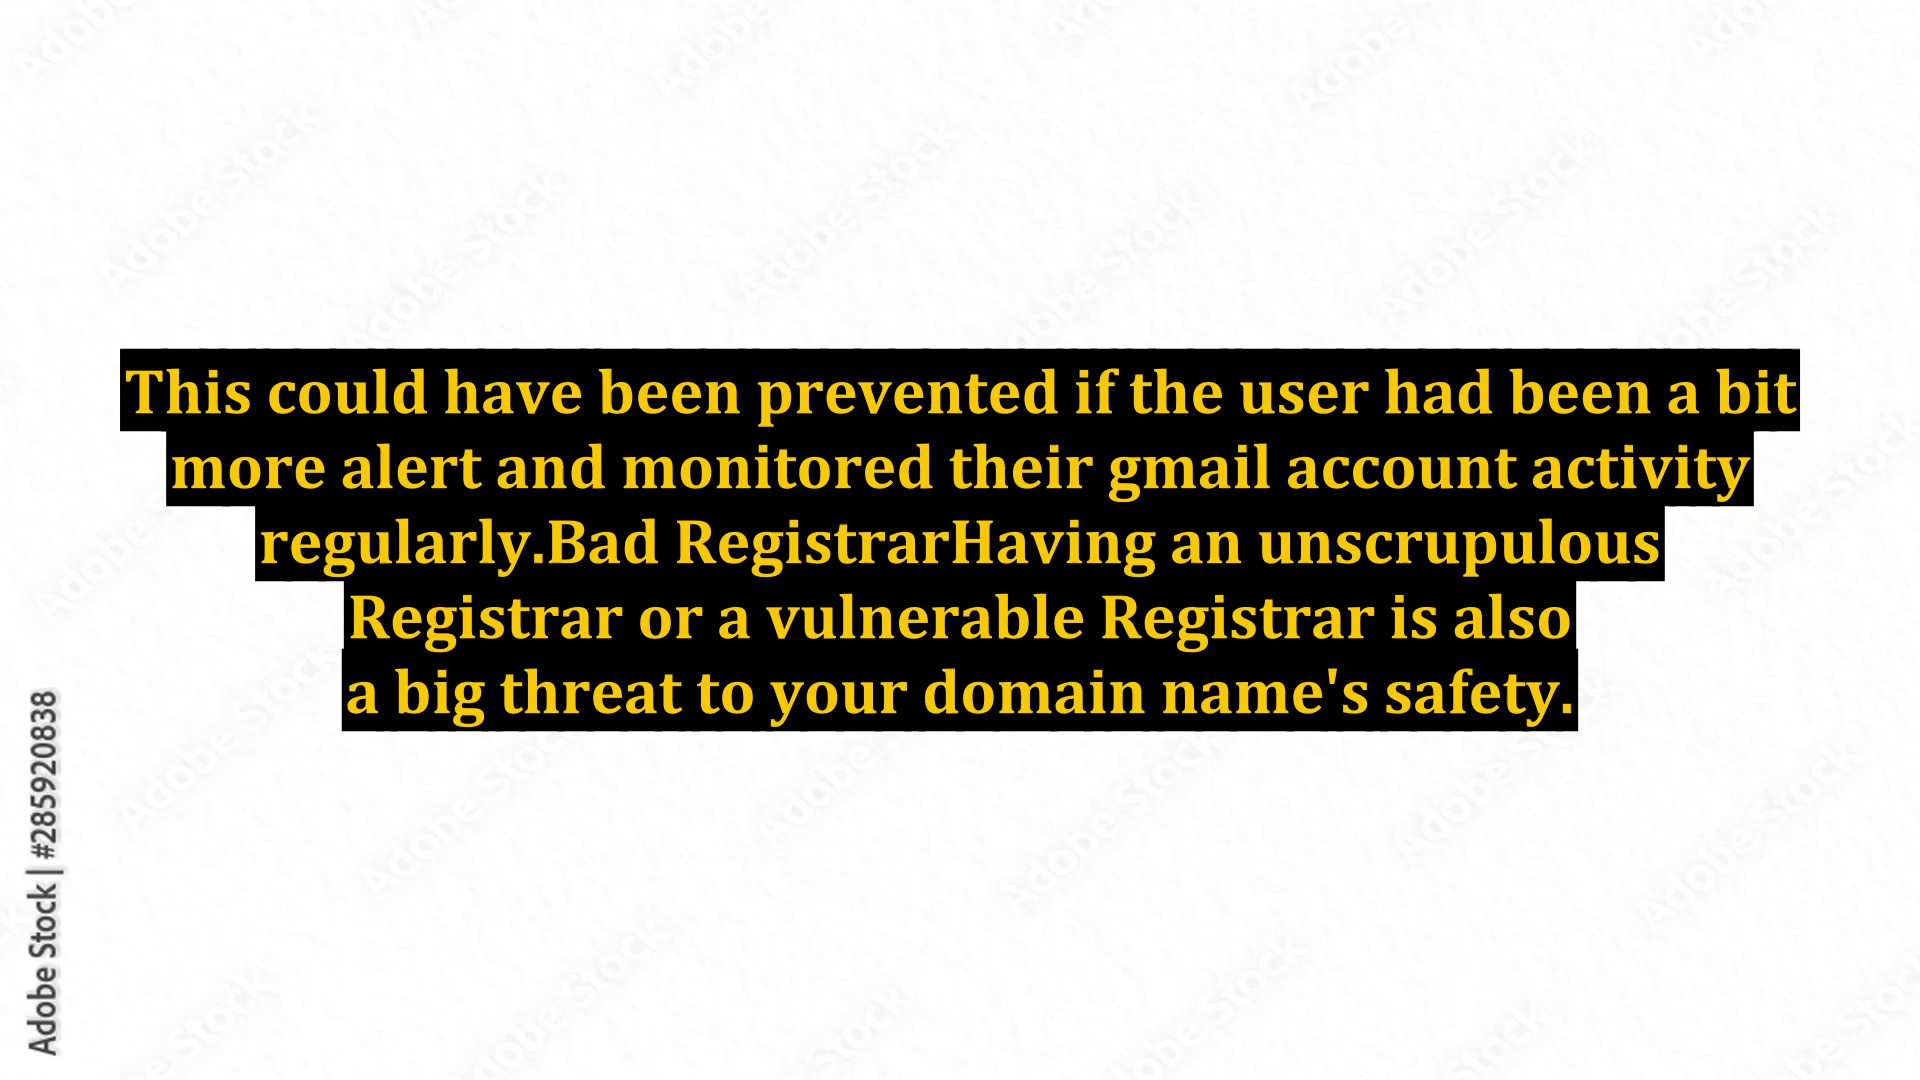 This could have been prevented if the user had been a bit
more alert and monitored their gmail account activity
regularly.Bad RegistrarHaving an unscrupulous
Registrar or a vulnerable Registrar is also
a big threat to your domain name's safety.
Adobe Stock | #285920838
Adobe Stock